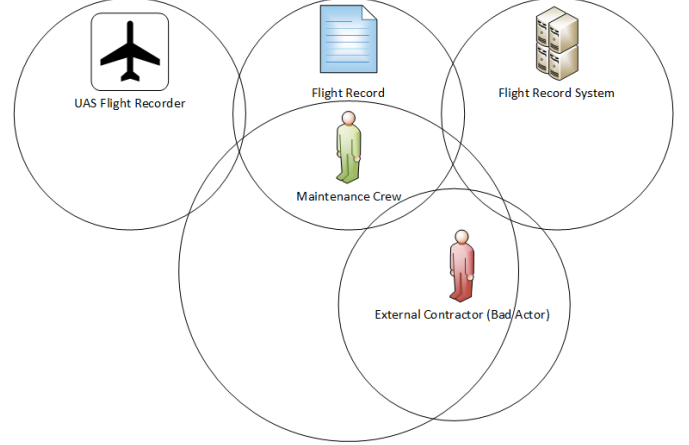 UAS Flight Recorder
Flight Record
Flight Record System
Maintenance Crew
External Contractor (Bad Actor)